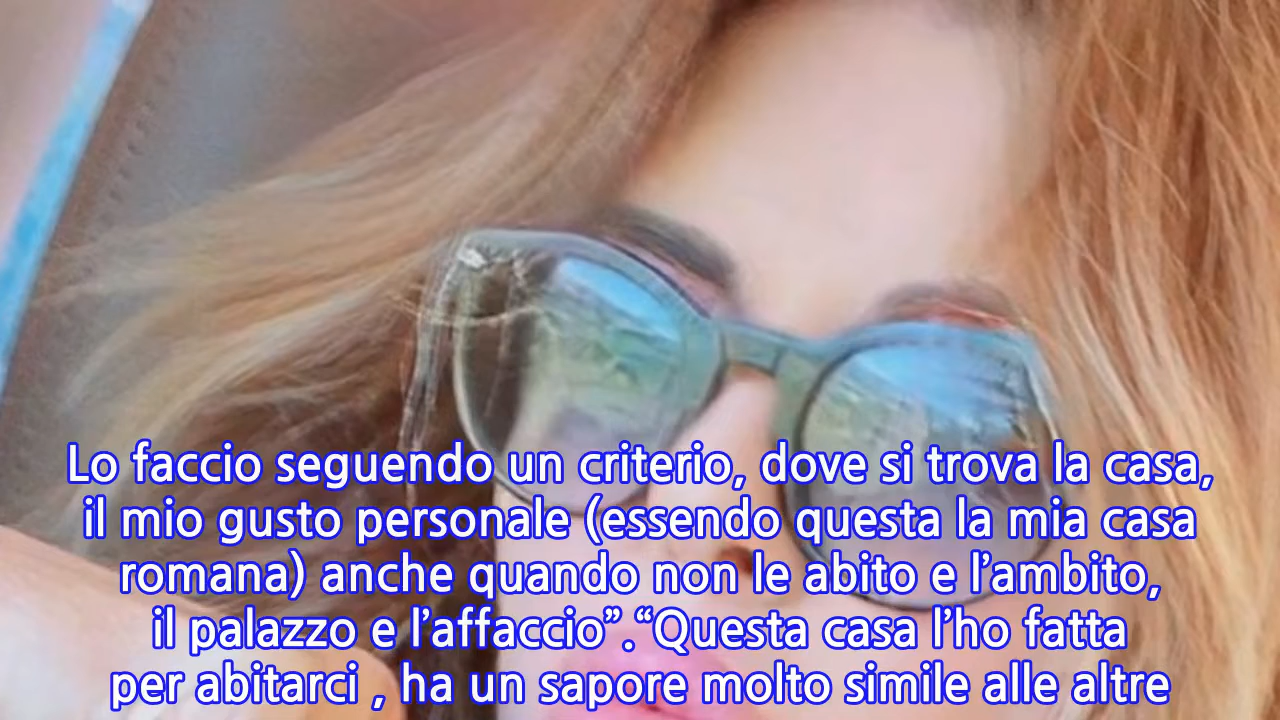 Lo faccio seguendo un criterio, dove si trova la casa,
il mio gusto personale (essendo questa la mia casa
romana) anche quando non le abito e l’ambito,
il palazzo e l’affaccio”.“Questa casa l’ho fatta
per abitarci , ha un sapore molto simile alle altre